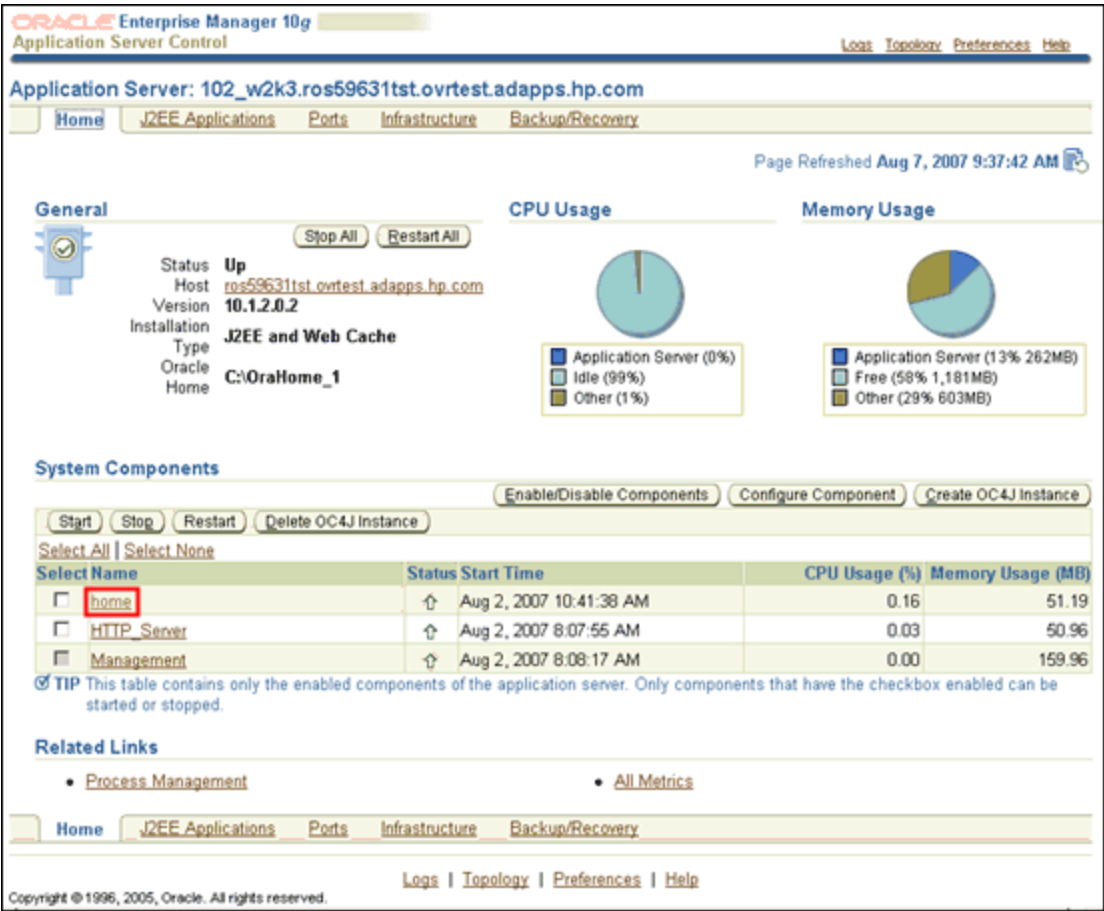 ORACLE Enterprise Manager 10g
Application Server Control
Logs Topology Preferences Help
Application Server: 102_w2k3.ros59631tst.ovrtest.adapps.hp.com
Home J2EE Applications Ports Infrastructure Backup/Recovery
Page Refreshed Aug 7, 2007 9:37:42 AM
General
Stop All Restart All
Status Up
Host ros59631tst.ovrtest.adapps.hp.com
Version 10.1.2.0.2
Installation
Type J2EE and Web Cache
Oracle
Home C:\OraHome_1
CPU Usage
Application Server (0%)
Idle (99%)
Other (1%)
Memory Usage
Application Server (13% 262MB)
Free (58% 1,181MB)
Other (29% 603MB)
System Components
Enable/Disable Components Configure Component Create OC4J Instance
Start Stop Restart Delete OC4J Instance
Select All | Select None
Select Name Status Start Time CPU Usage (%) Memory Usage (MB)
home Aug 2, 2007 10:41:38 AM 0.16 51.19
HTTP_Server Aug 2, 2007 8:07:55 AM 0.03 50.96
Management Aug 2, 2007 8:08:17 AM 0.00 159.96
TIP This table contains only the enabled components of the application server. Only components that have the checkbox enabled can be
started or stopped.
Related Links
• Process Management • All Metrics
Home J2EE Applications Ports Infrastructure Backup/Recovery
Logs | Topology | Preferences | Help
Copyright © 1996, 2005, Oracle. All rights reserved.